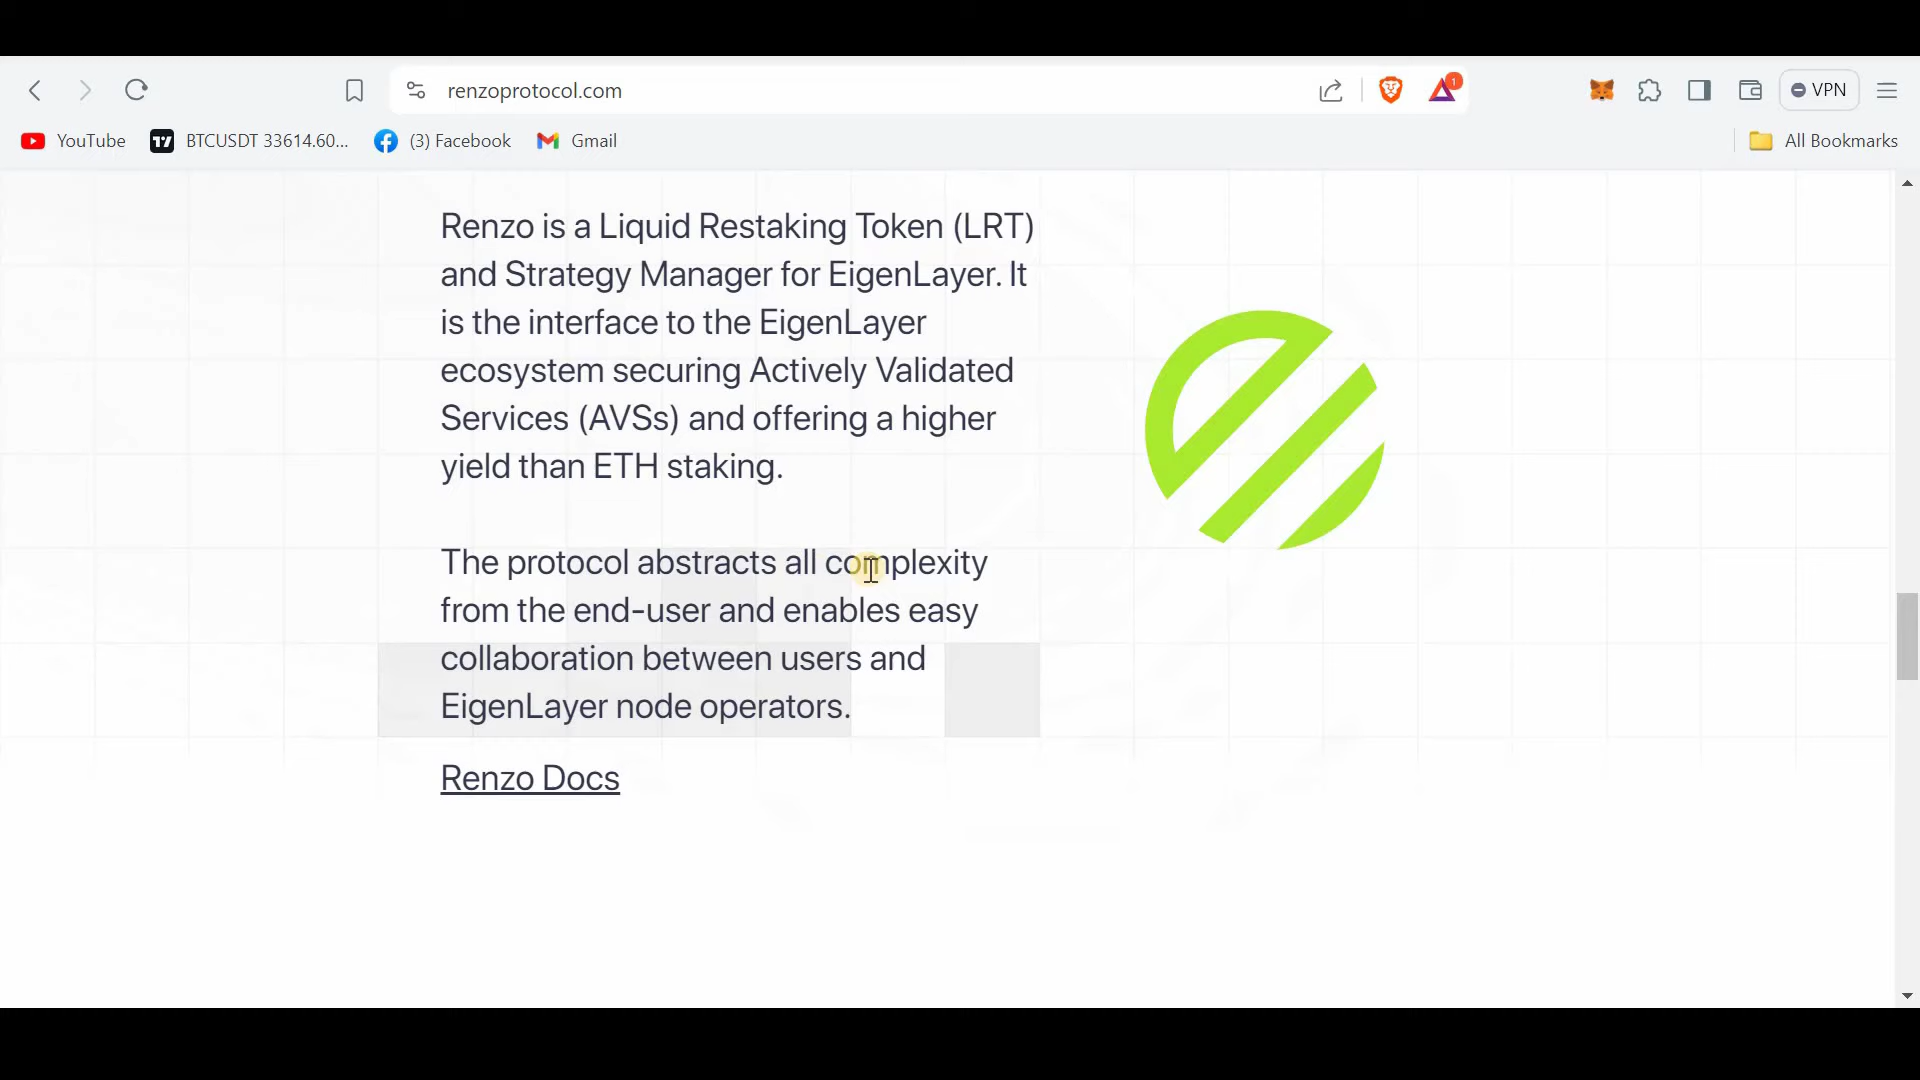 renzoprotocol.com
1
VPN
YouTube
BTCUSDT 33614.60...
(3) Facebook
Gmail
All Bookmarks
Renzo is a Liquid Restaking Token (LRT)
and Strategy Manager for EigenLayer. It
is the interface to the EigenLayer
ecosystem securing Actively Validated
Services (AVSs) and offering a higher
yield than ETH staking.
The protocol abstracts all complexity
from the end-user and enables easy
collaboration between users and
EigenLayer node operators.
Renzo Docs